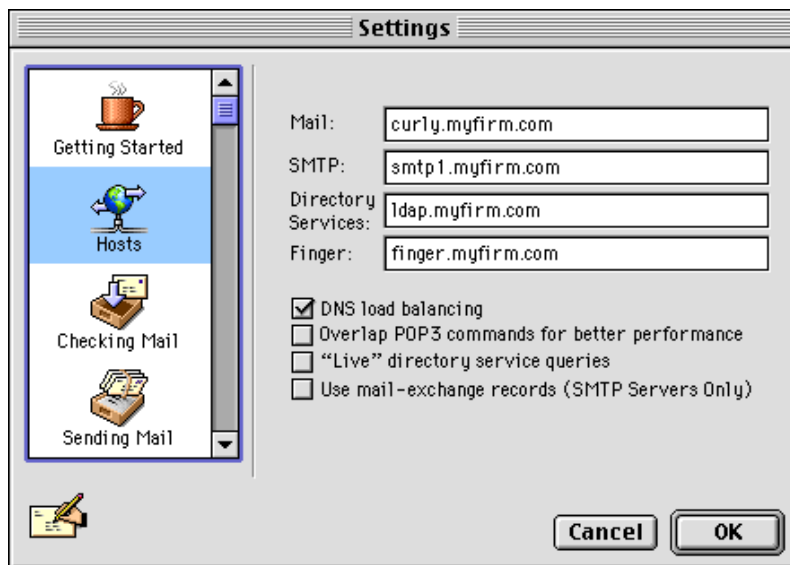 Settings
Getting Started
Hosts
Checking Mail
Sending Mail
Mail: curly.myfirm.com
SMTP: smtp1.myfirm.com
Directory
Services: ldap.myfirm.com
Finger: finger.myfirm.com
DNS load balancing
Overlap POP3 commands for better performance
“Live” directory service queries
Use mail-exchange records (SMTP Servers Only)
Cancel OK